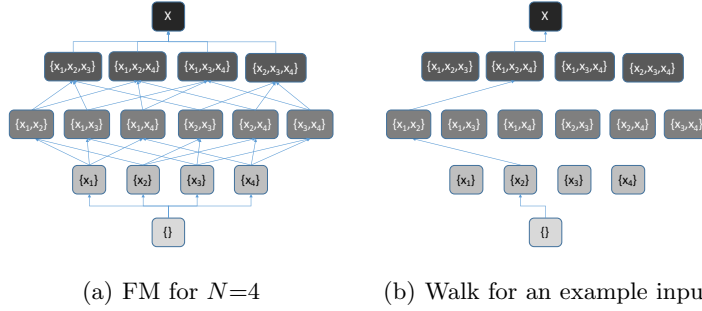 X X
{x₁,x₂,x₃} {x₁,x₂,x₄} {x₁,x₃,x₄} {x₂,x₃,x₄} {x₁,x₂,x₃} {x₁,x₂,x₄} {x₁,x₃,x₄} {x₂,x₃,x₄}
{x₁,x₂} {x₁,x₃} {x₁,x₄} {x₂,x₃} {x₂,x₄} {x₃,x₄} {x₁,x₂} {x₁,x₃} {x₁,x₄} {x₂,x₃} {x₂,x₄} {x₃,x₄}
{x₁} {x₂} {x₃} {x₄} {x₁} {x₂} {x₃} {x₄}
{} {}
(a) FM for N=4 (b) Walk for an example inpu